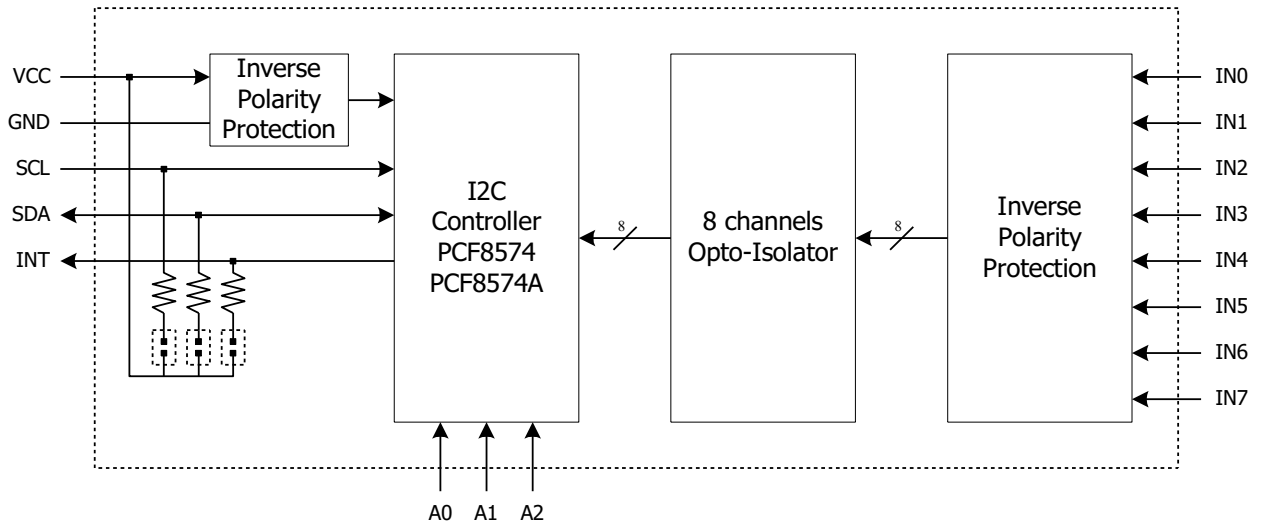 VCC
GND
SCL
SDA
INT
Inverse
Polarity
Protection
I2C
Controller
PCF8574
PCF8574A
8
8 channels
Opto-Isolator
8
Inverse
Polarity
Protection
IN0
IN1
IN2
IN3
IN4
IN5
IN6
IN7
A0 A1 A2